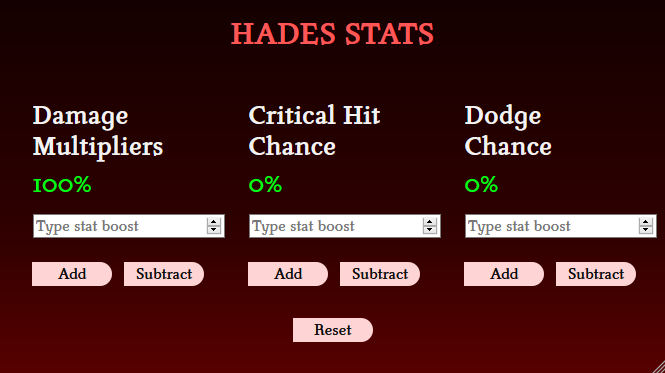 HADES STATS
Damage
Multipliers
100%
Type stat boost
Add
Subtract
Critical Hit
Chance
0%
Type stat boost
Add
Subtract
Dodge
Chance
0%
Type stat boost
Add
Subtract
Reset